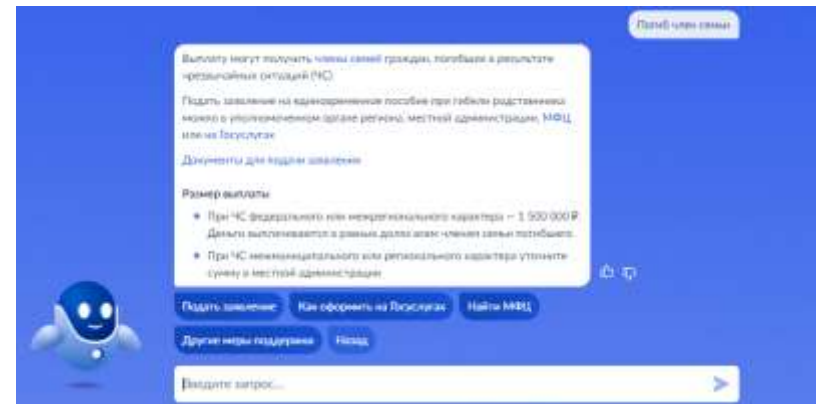 Погиб член семьи
Выплату могут получить члены семей граждан, погибших в результате
чрезвычайных ситуаций (ЧС)
Подать заявление на единовременное пособие при гибели родственника
можно в уполномоченном органе региона, местной администрации, МФЦ
или на Госуслугах
Документы для подачи заявления
Размер выплаты
• При ЧС федерального или межрегионального характера — 1 500 000 ₽
Деньги выплачиваются в равных долях всем членам семьи погибшего.
• При ЧС межмуниципального или регионального характера уточните
сумму в местной администрации
Подать заявление
Как оформить на Госуслугах
Найти МФЦ
Другие меры поддержки
Назад
Введите запрос...